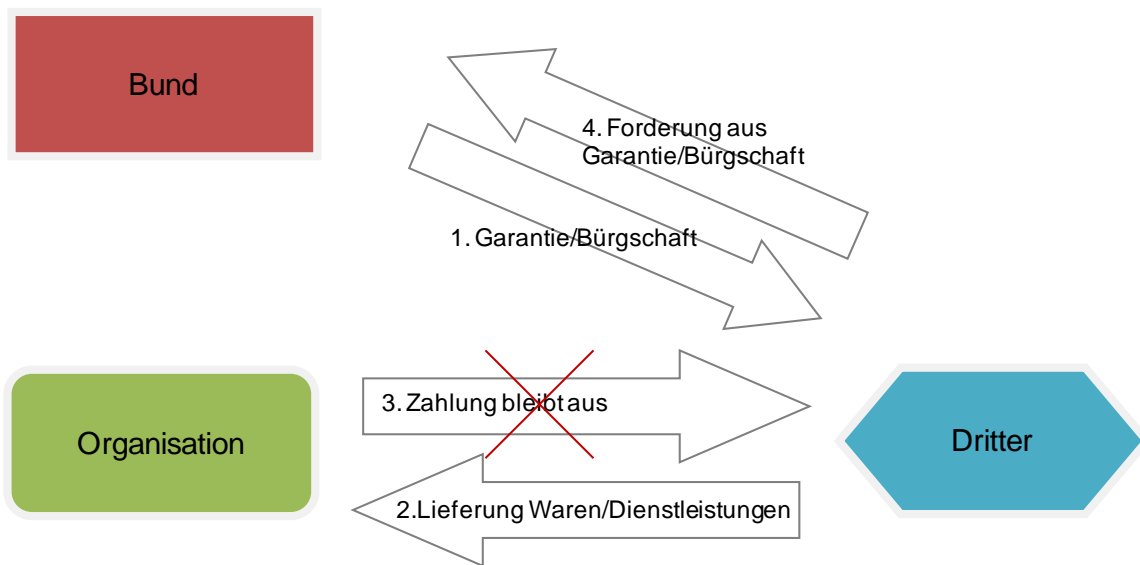 Bund
4. Forderung aus
Garantie/Bürgschaft
1. Garantie/Bürgschaft
3. Zahlung bleibt aus
Organisation
Dritter
2.Lieferung Waren/Dienstleistungen